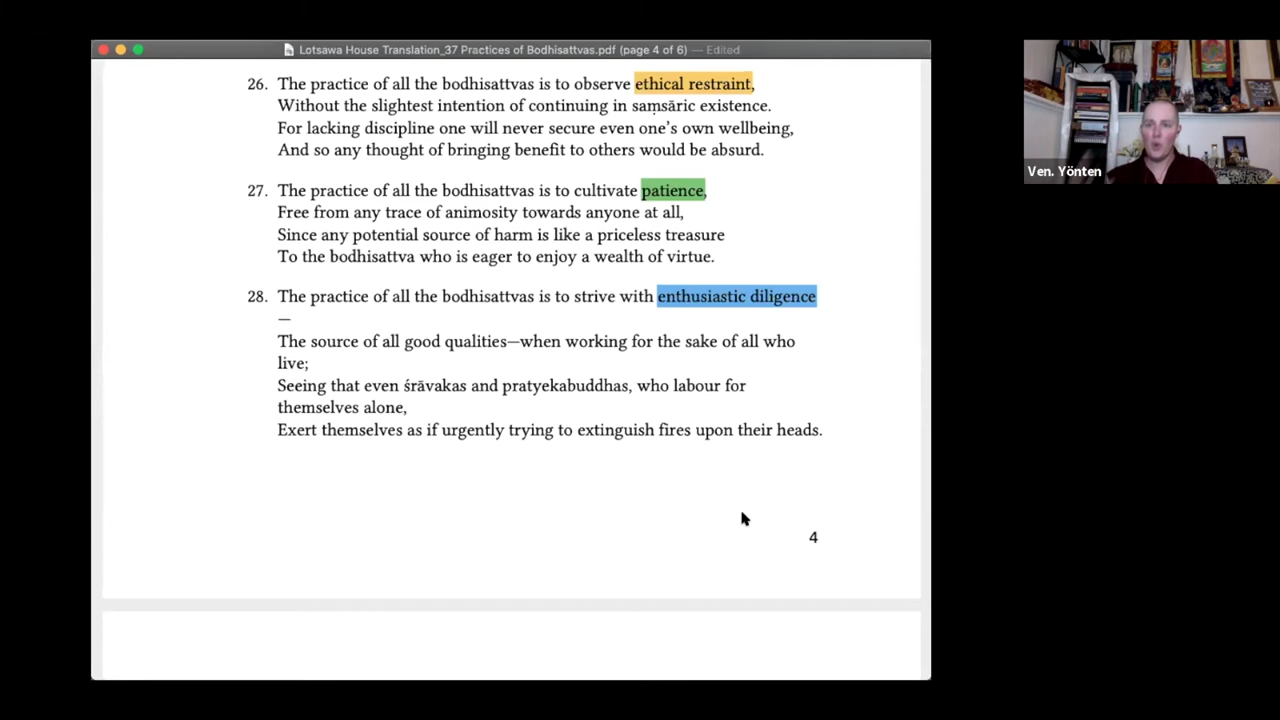 Lotsawa House Translation_37 Practices of Bodhisattvas.pdf (page 4 of 6) — Edited
26. The practice of all the bodhisattvas is to observe ethical restraint,
Without the slightest intention of continuing in saṃsāric existence.
For lacking discipline one will never secure even one’s own wellbeing,
And so any thought of bringing benefit to others would be absurd.
27. The practice of all the bodhisattvas is to cultivate patience,
Free from any trace of animosity towards anyone at all,
Since any potential source of harm is like a priceless treasure
To the bodhisattva who is eager to enjoy a wealth of virtue.
28. The practice of all the bodhisattvas is to strive with enthusiastic diligence
—
The source of all good qualities—when working for the sake of all who
live;
Seeing that even śrāvakas and pratyekabuddhas, who labour for
themselves alone,
Exert themselves as if urgently trying to extinguish fires upon their heads.
4
Ven. Yönten